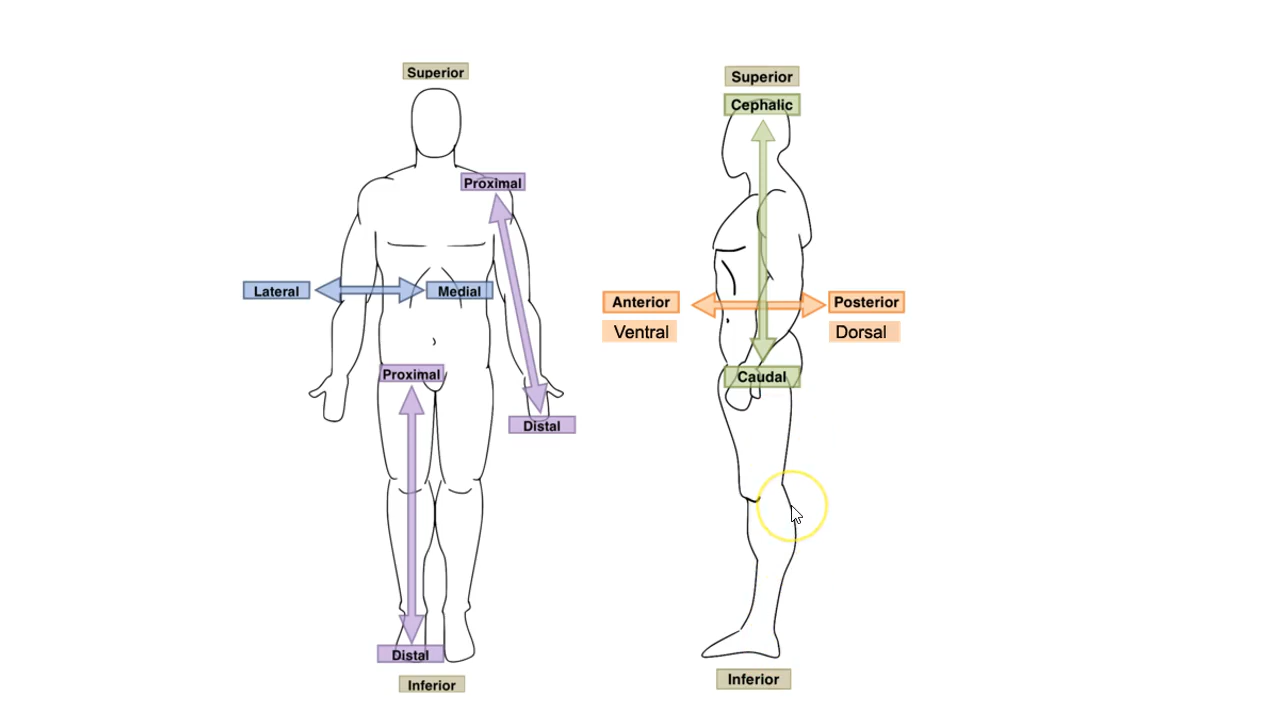 Superior
Proximal
Lateral
Medial
Proximal
Distal
Distal
Inferior
Superior
Cephalic
Anterior
Posterior
Ventral
Dorsal
Caudal
Inferior